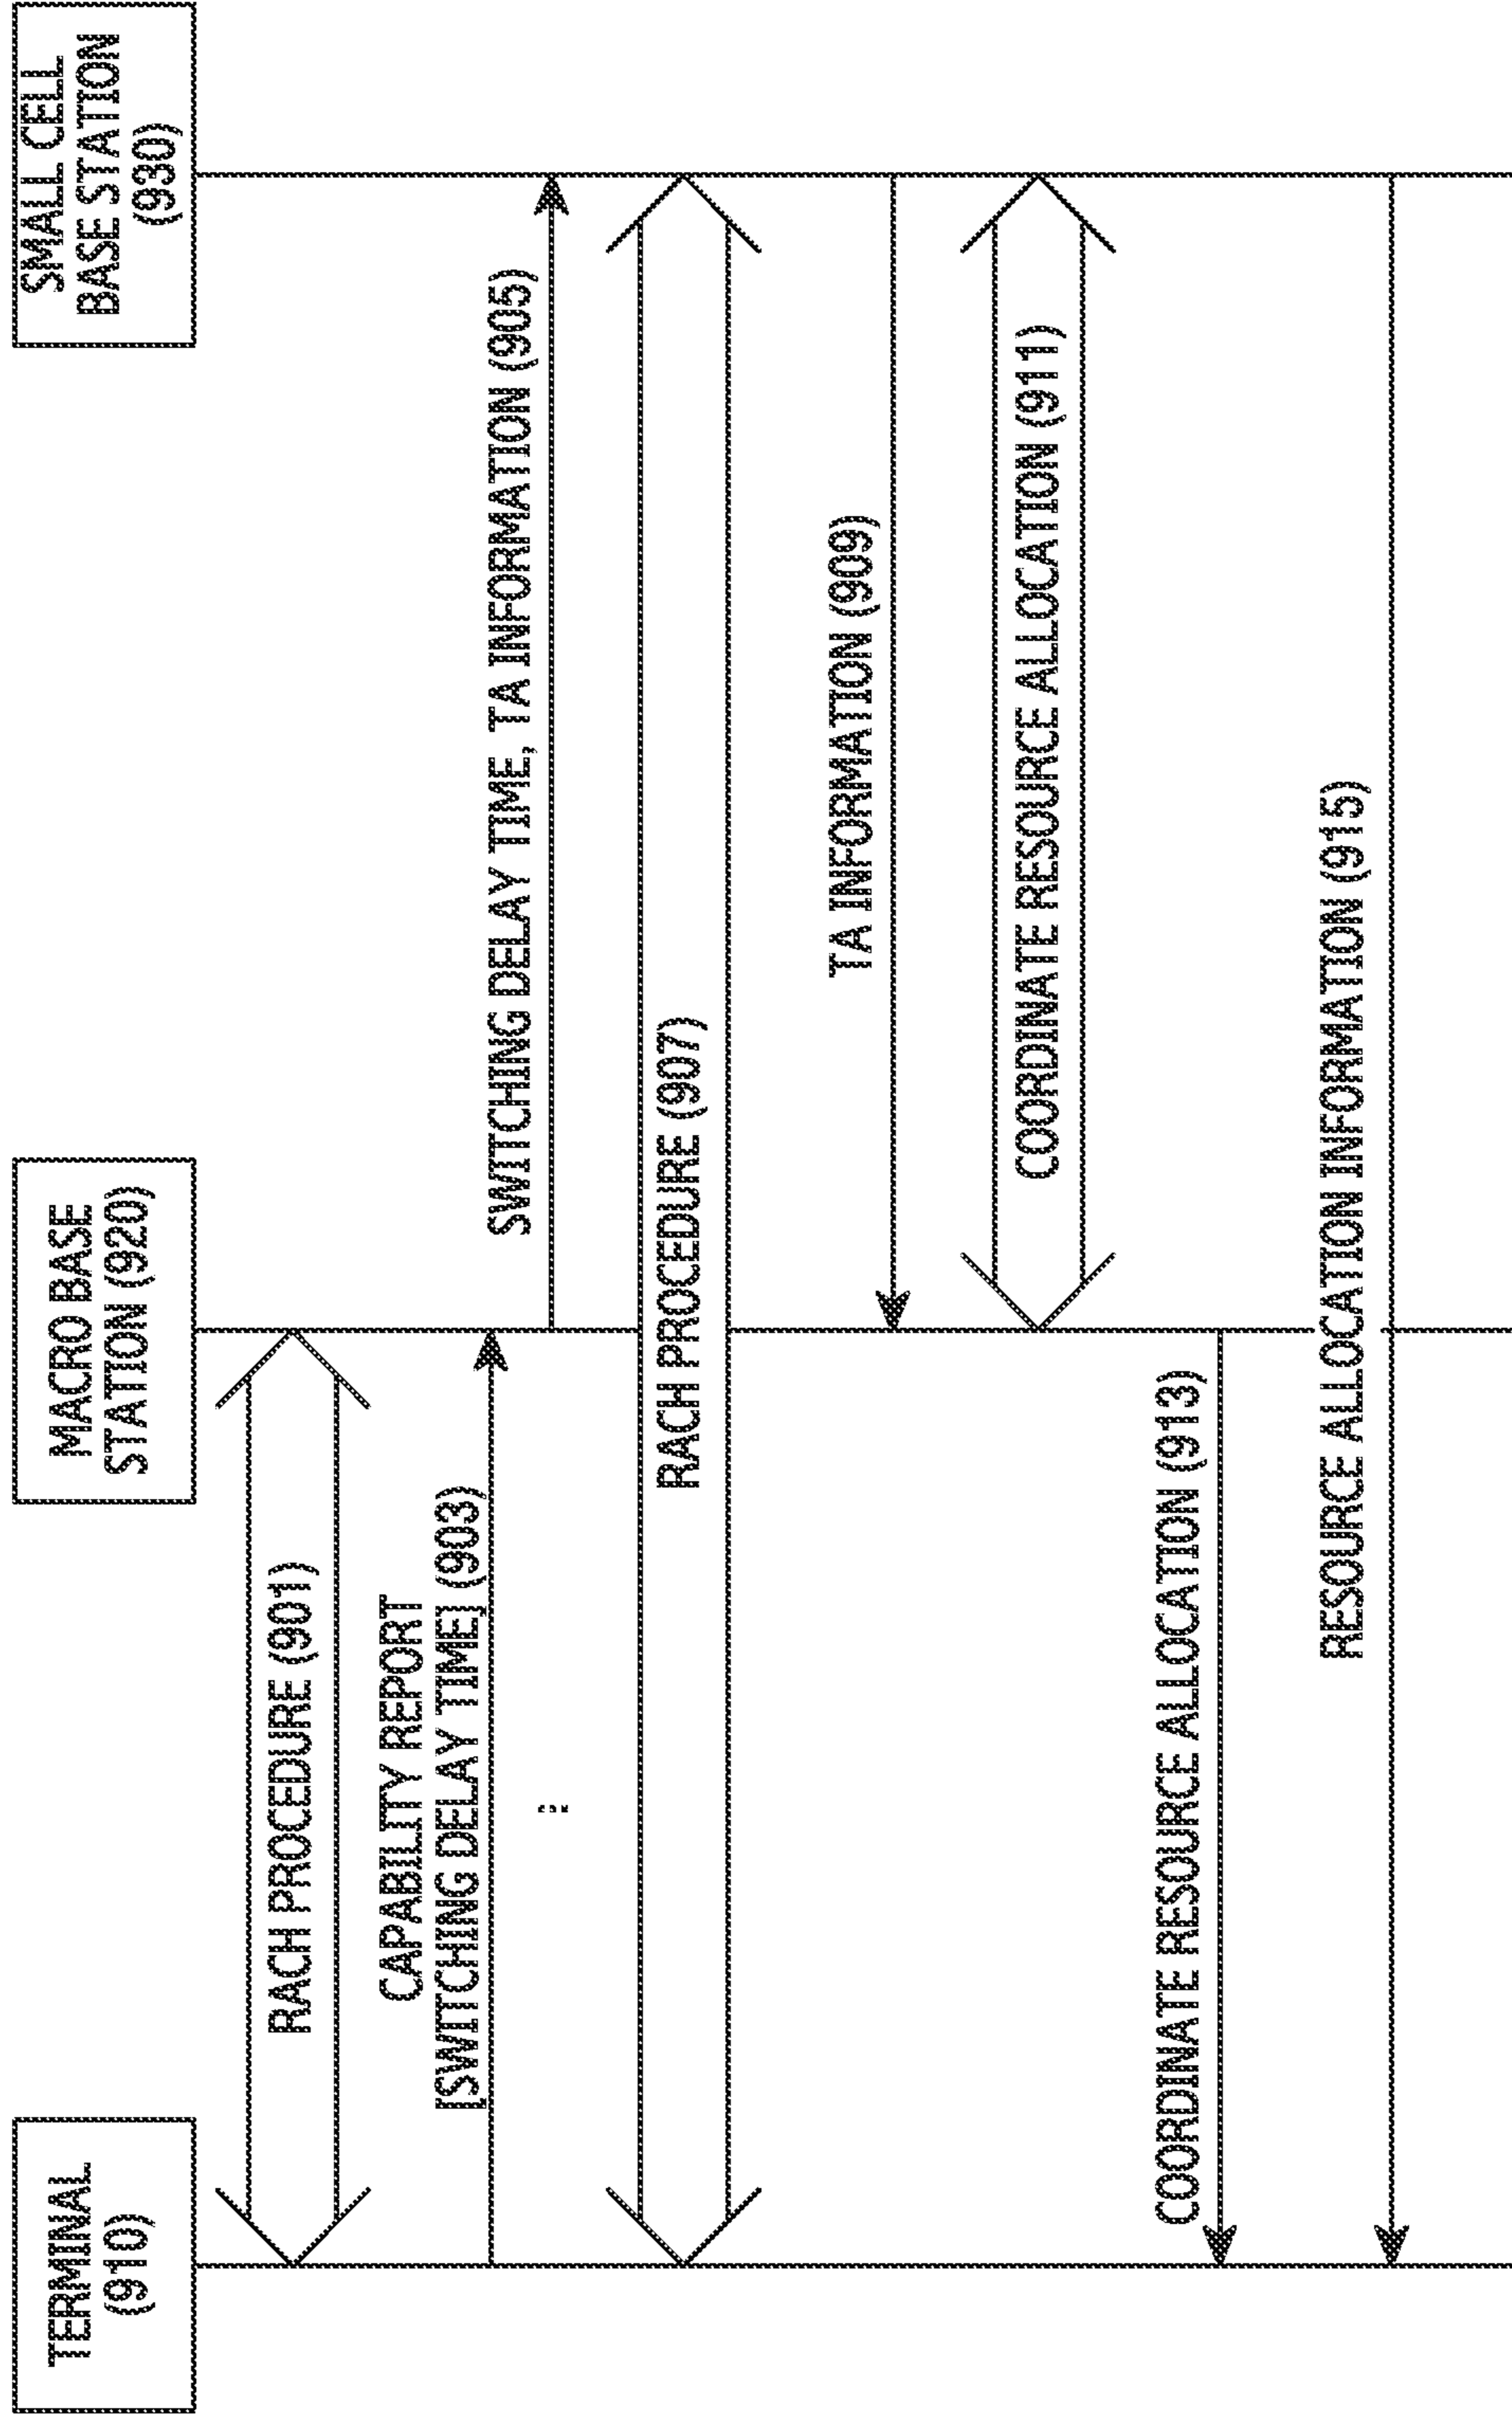 TERMINAL
(910)
MACRO BASE
STATION (920)
SMALL CELL
BASE STATION
(930)
RACH PROCEDURE (901)
CAPABILITY REPORT
[SWITCHING DELAY TIME] (903)
SWITCHING DELAY TIME, TA INFORMATION (905)
RACH PROCEDURE (907)
TA INFORMATION (909)
COORDINATE RESOURCE ALLOCATION (911)
COORDINATE RESOURCE ALLOCATION (913)
RESOURCE ALLOCATION INFORMATION (915)